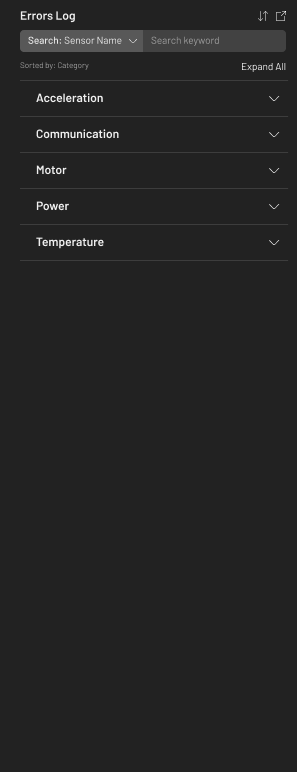 Errors Log
Search: Sensor Name Search keyword
Sorted by: Category Expand All
Acceleration
Communication
Motor
Power
Temperature